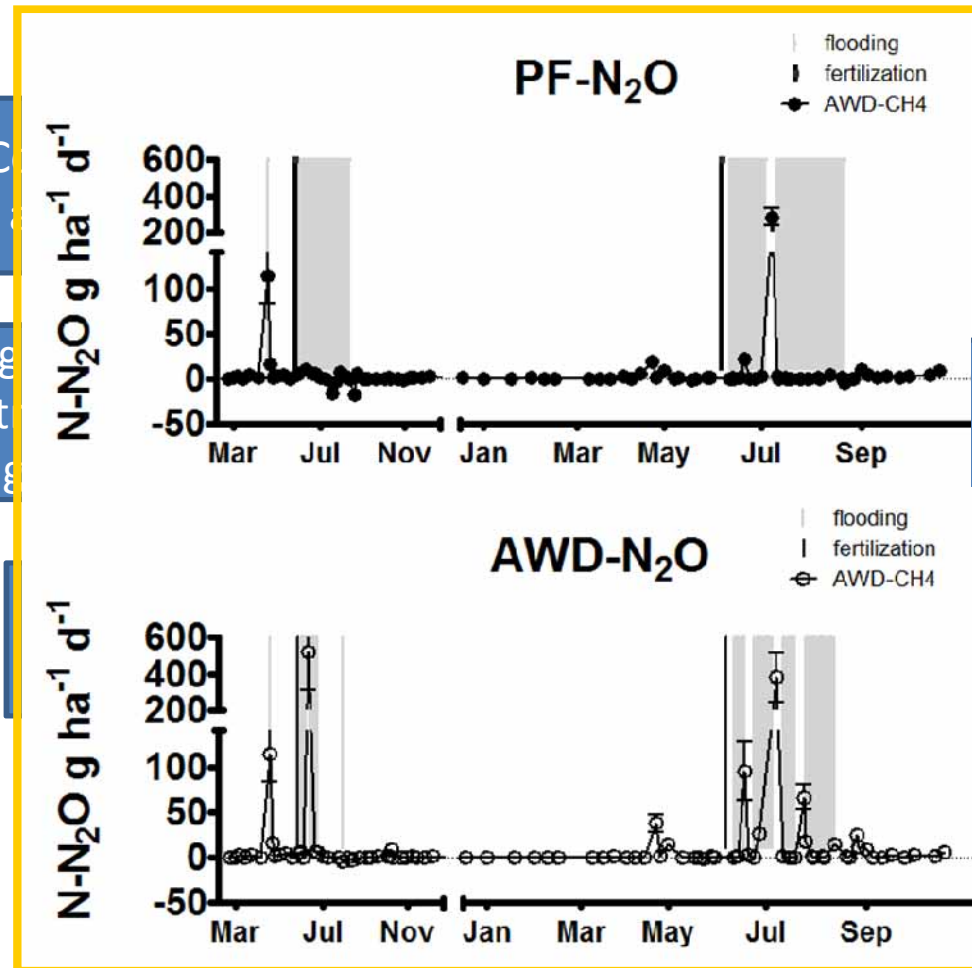 PF-N₂O
flooding
fertilization
AWD-CH4
N-N₂O g ha⁻¹ d⁻¹
600
400
200
100
50
0
-50
Mar Jul Nov Jan Mar May Jul Sep
AWD-N₂O
flooding
fertilization
AWD-CH4
N-N₂O g ha⁻¹ d⁻¹
600
400
200
100
50
0
-50
Mar Jul Nov Jan Mar May Jul Sep